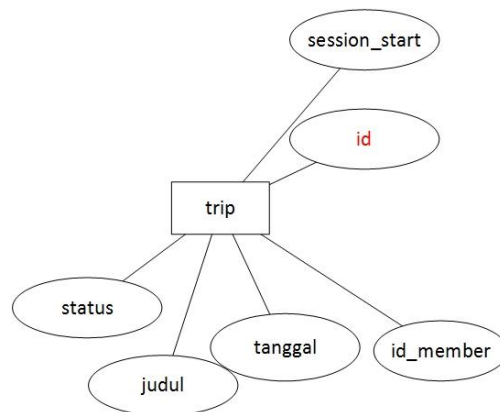 session_start
id
trip
status
tanggal
id_member
judul